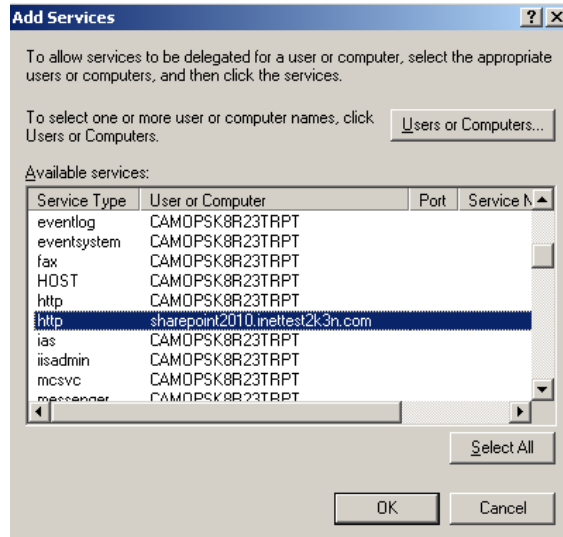 Add Services
To allow services to be delegated for a user or computer, select the appropriate
users or computers, and then click the services.
To select one or more user or computer names, click
Users or Computers.
Users or Computers...
Available services:
Service Type User or Computer Port Service N
eventlog CAMOPSK8R23TRPT
eventsystem CAMOPSK8R23TRPT
fax CAMOPSK8R23TRPT
HOST CAMOPSK8R23TRPT
http CAMOPSK8R23TRPT
http sharepoint2010.inettest2k3n.com
ias CAMOPSK8R23TRPT
iisadmin CAMOPSK8R23TRPT
mcsvc CAMOPSK8R23TRPT
messenger CAMOPSK8R23TRPT
Select All
OK Cancel